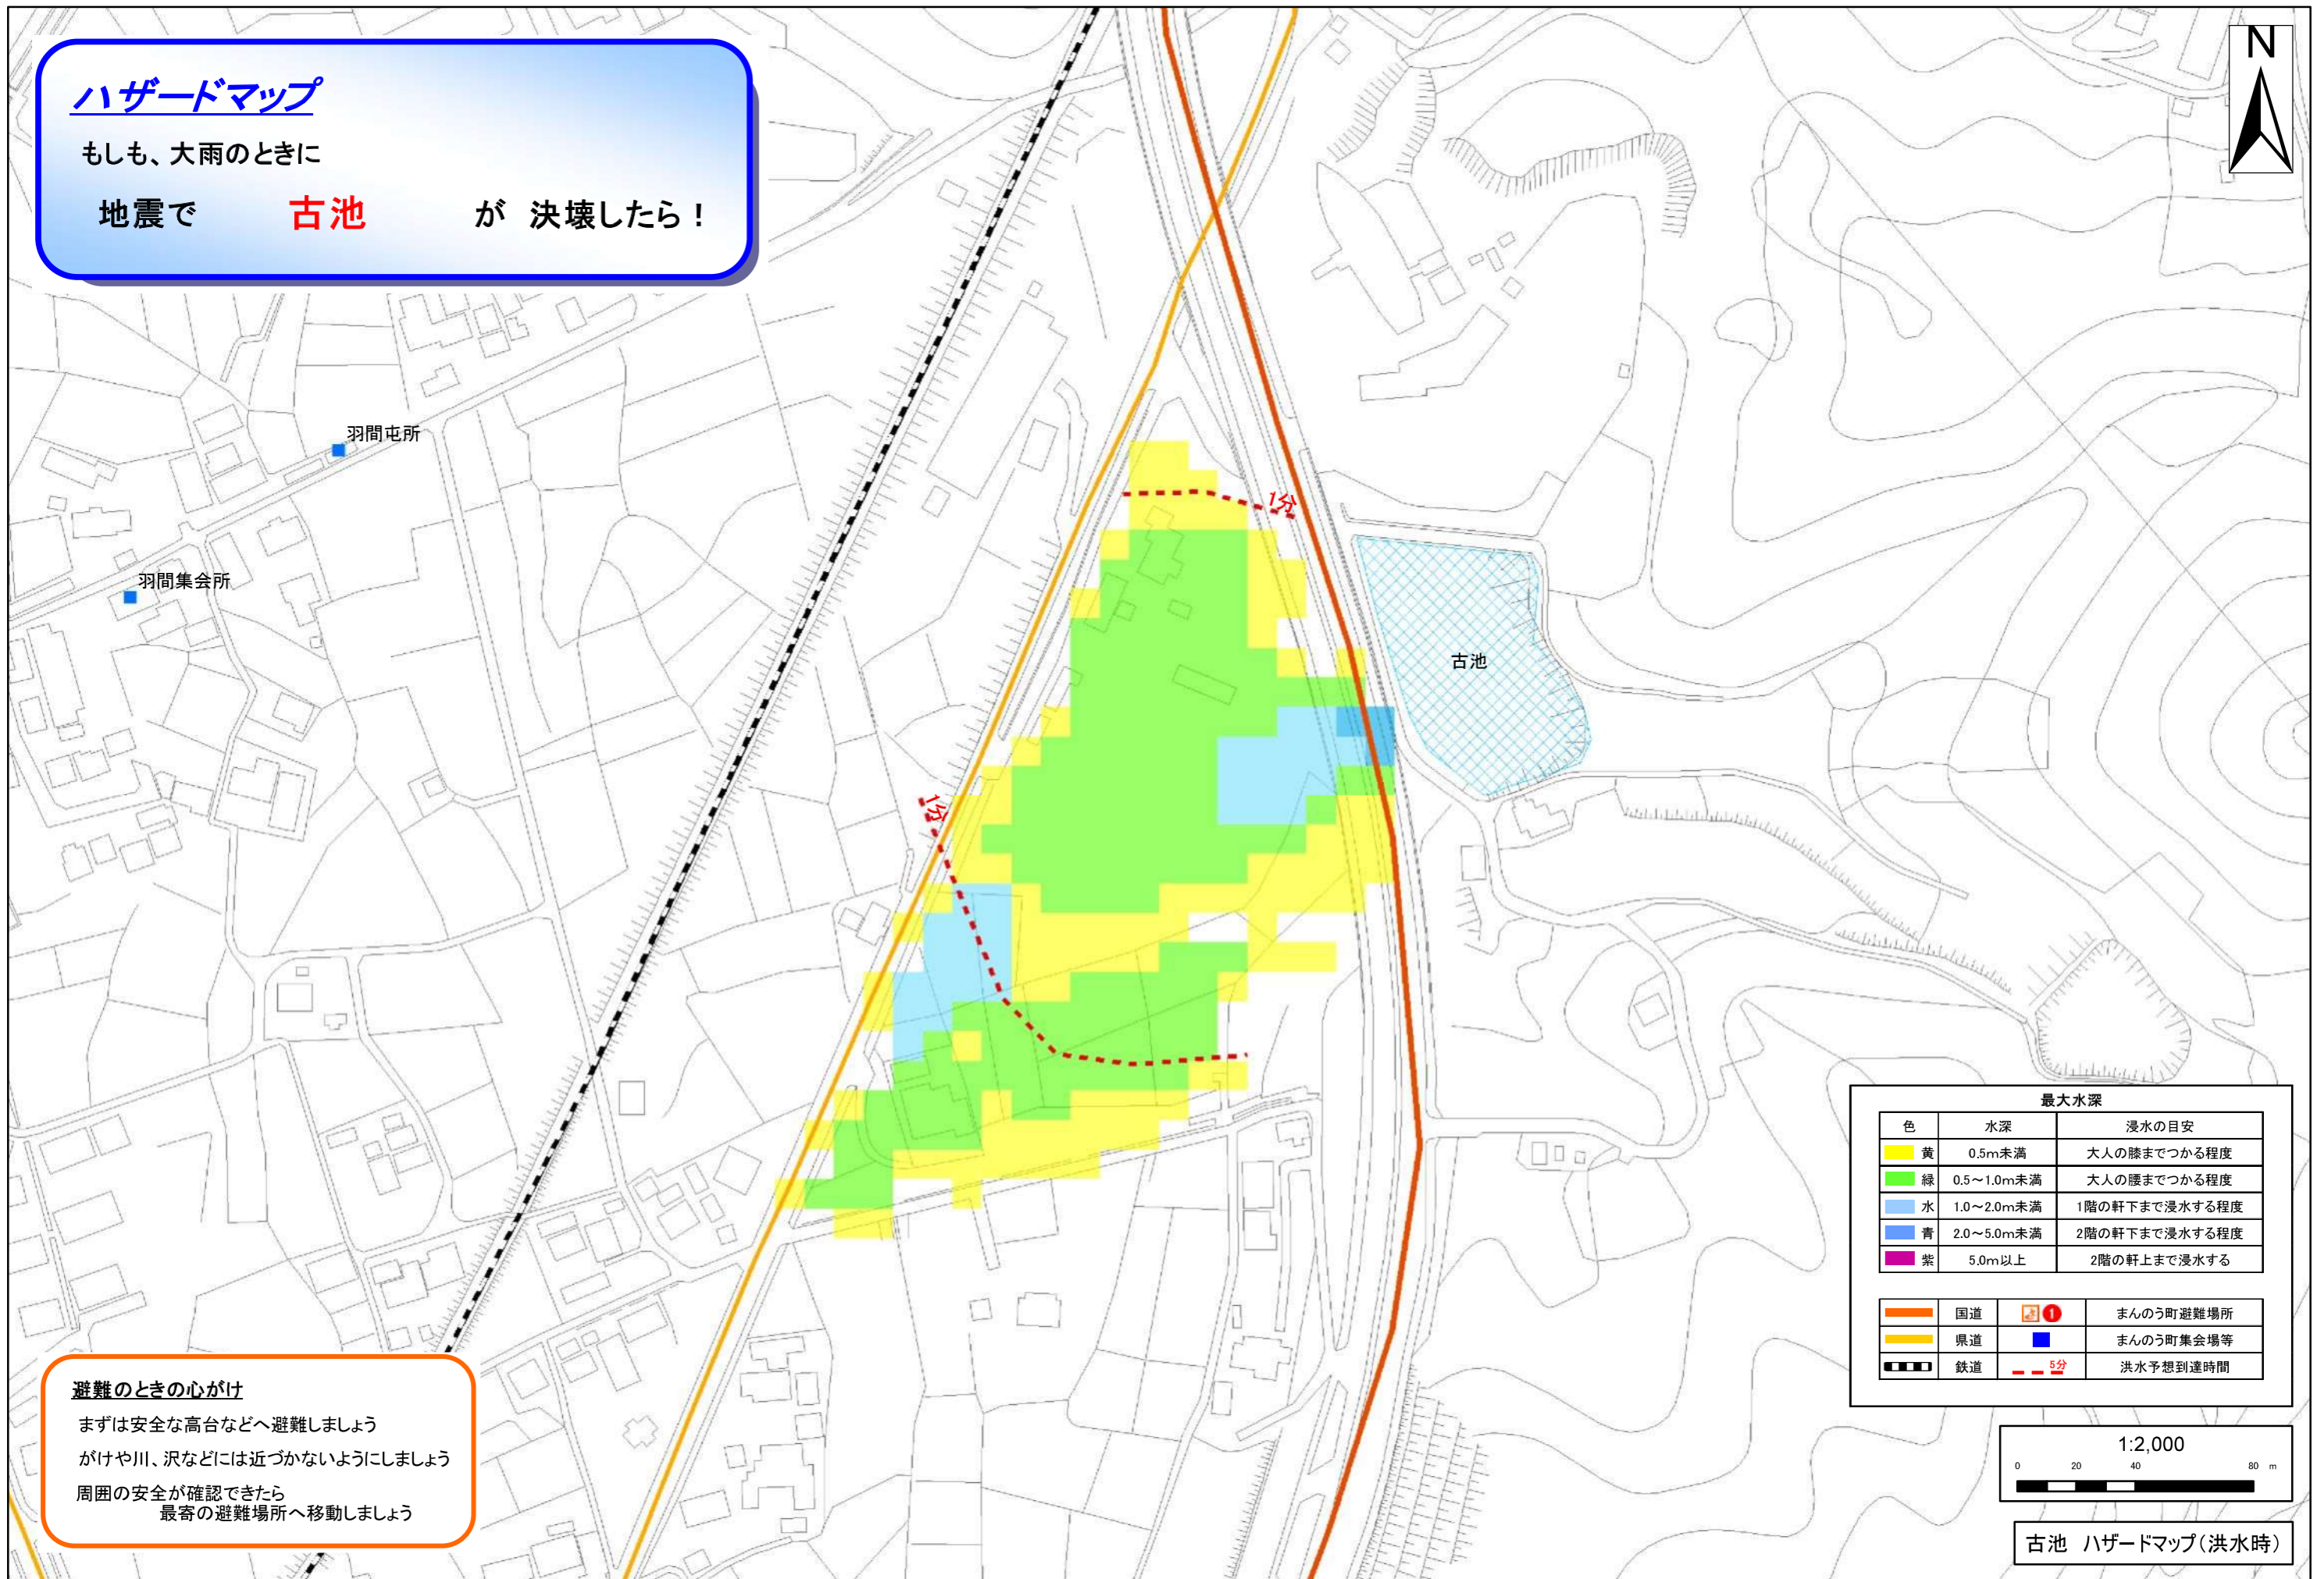 ハザードマップ
もしも、大雨のときに
地震で 古池 が 決壊したら！
N
羽間屯所
羽間集会所
1分
古池
1分
最大水深
色 水深 浸水の目安
黄 0.5m未満 大人の膝までつかる程度
緑 0.5～1.0m未満 大人の腰までつかる程度
水 1.0～2.0m未満 1階の軒下まで浸水する程度
青 2.0～5.0m未満 2階の軒下まで浸水する程度
紫 5.0m以上 2階の軒上まで浸水する
国道 1 まんのう町避難場所
県道 まんのう町集会場等
鉄道 5分 洪水予想到達時間
避難のときの心がけ
まずは安全な高台などへ避難しましょう
がけや川、沢などには近づかないようにしましょう
周囲の安全が確認できたら
最寄の避難場所へ移動しましょう
1:2,000
0 20 40 80 m
古池 ハザードマップ（洪水時）